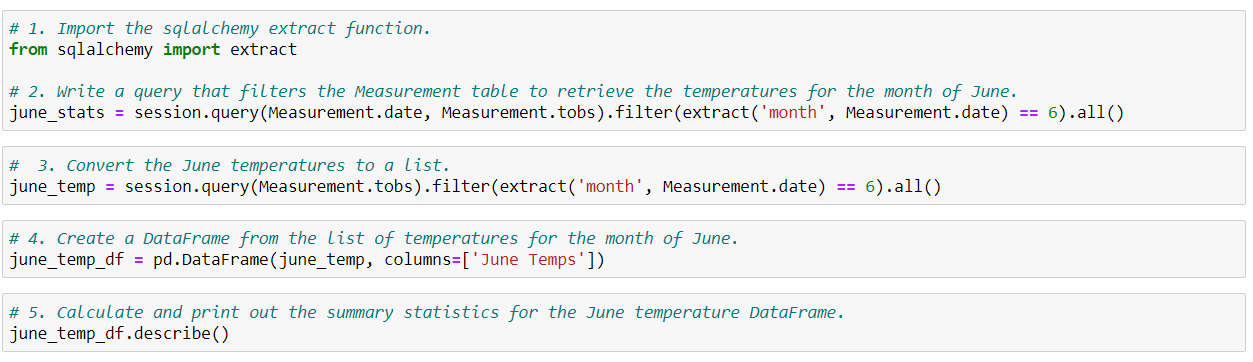 # 1. Import the sqlalchemy extract function.
from sqlalchemy import extract
# 2. Write a query that filters the Measurement table to retrieve the temperatures for the month of June.
june_stats = session.query(Measurement.date, Measurement.tobs).filter(extract('month', Measurement.date) == 6).all()
#  3. Convert the June temperatures to a list.
june_temp = session.query(Measurement.tobs).filter(extract('month', Measurement.date) == 6).all()
# 4. Create a DataFrame from the list of temperatures for the month of June.
june_temp_df = pd.DataFrame(june_temp, columns=['June Temps'])
# 5. Calculate and print out the summary statistics for the June temperature DataFrame.
june_temp_df.describe()